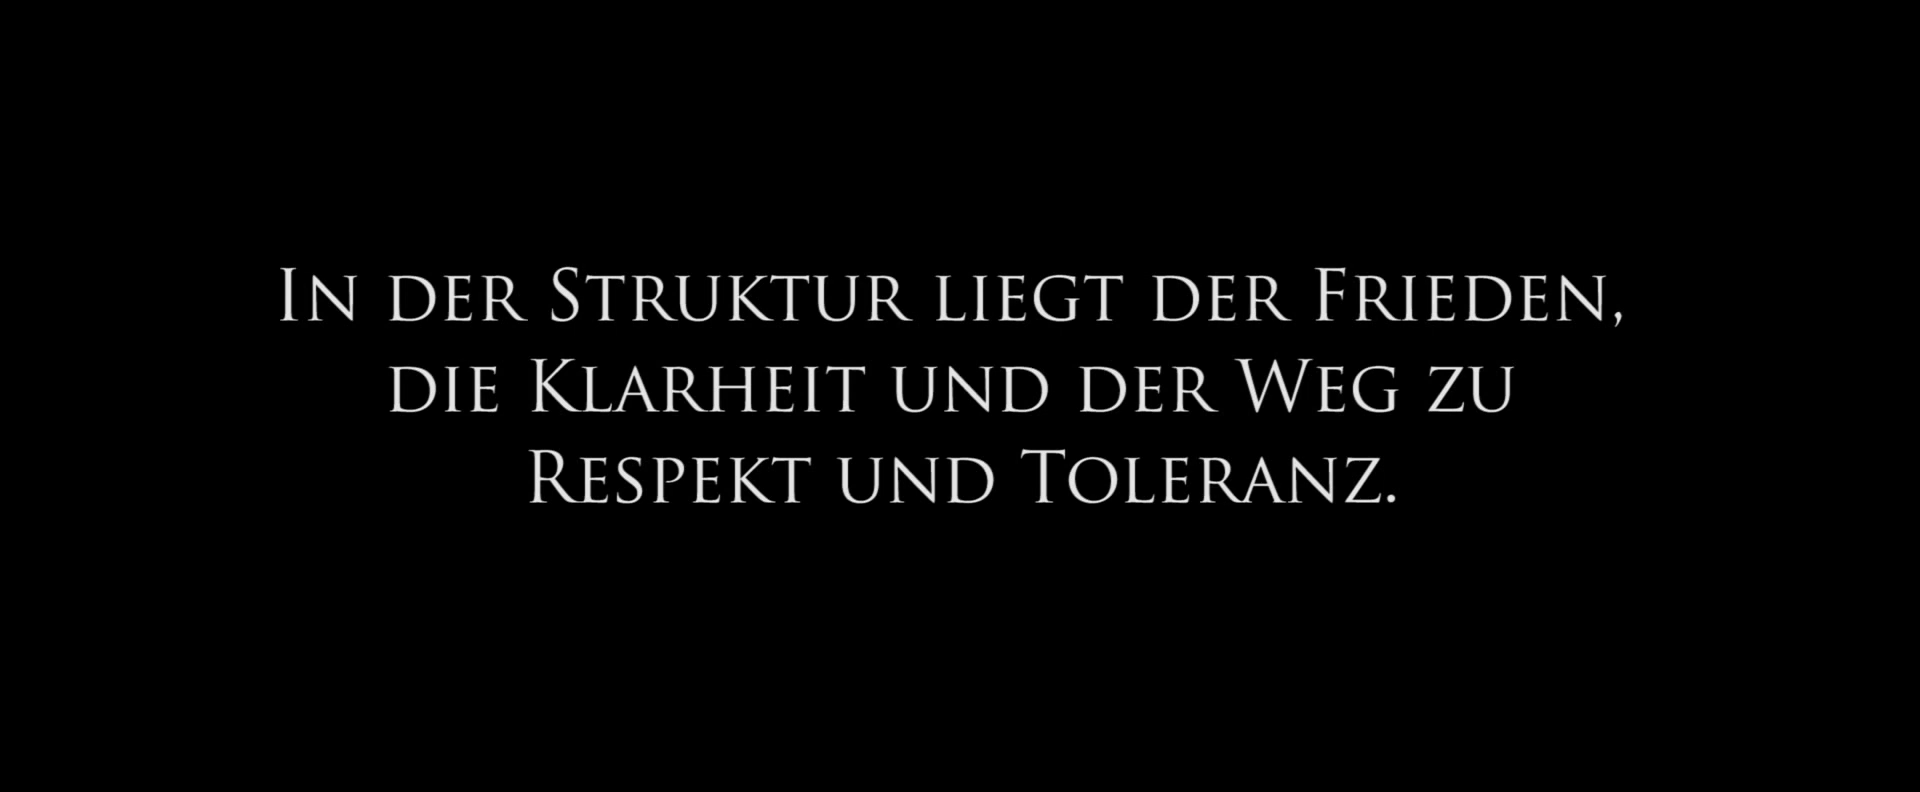 In der Struktur liegt der Frieden,
die Klarheit und der Weg zu
Respekt und Toleranz.